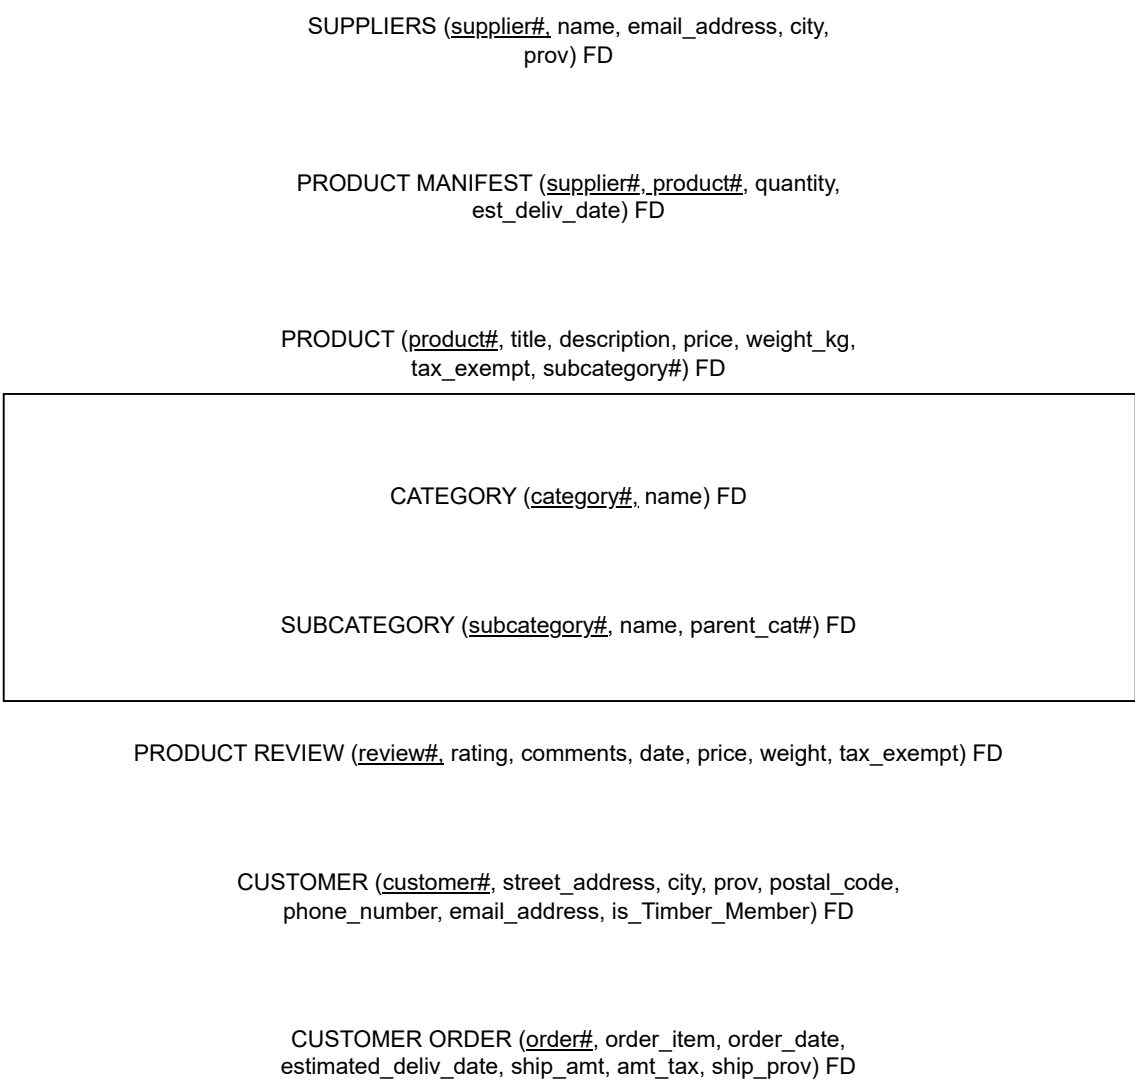 SUPPLIERS (supplier#, name, email_address, city,
prov) FD
PRODUCT MANIFEST (supplier#, product#, quantity,
est_deliv_date) FD
PRODUCT (product#, title, description, price, weight_kg,
tax_exempt, subcategory#) FD
CATEGORY (category#, name) FD
SUBCATEGORY (subcategory#, name, parent_cat#) FD
PRODUCT REVIEW (review#, rating, comments, date, price, weight, tax_exempt) FD
CUSTOMER (customer#, street_address, city, prov, postal_code,
phone_number, email_address, is_Timber_Member) FD
CUSTOMER ORDER (order#, order_item, order_date,
estimated_deliv_date, ship_amt, amt_tax, ship_prov) FD